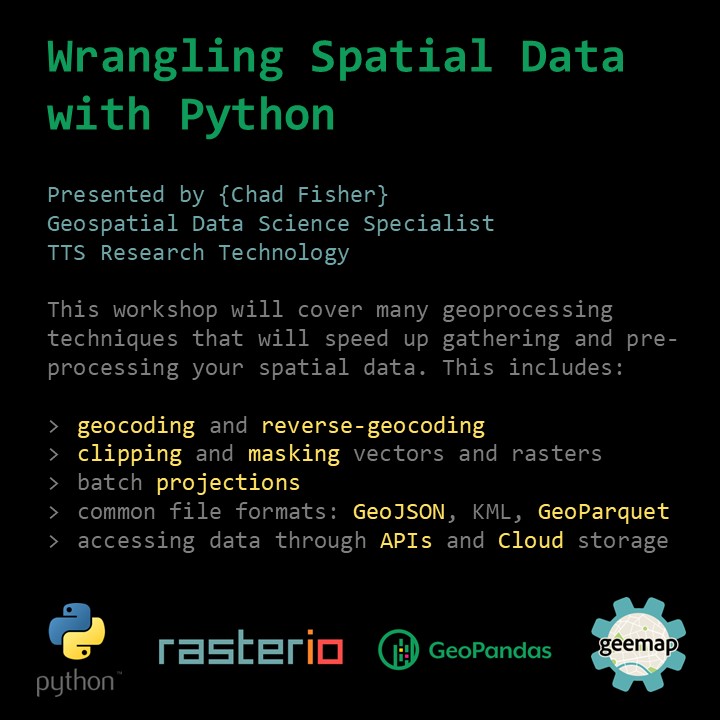 Wrangling Spatial Data
with Python
Presented by {Chad Fisher}
Geospatial Data Science Specialist
TTS Research Technology
This workshop will cover many geoprocessing
techniques that will speed up gathering and pre-
processing your spatial data. This includes:
> geocoding and reverse-geocoding
> clipping and masking vectors and rasters
> batch projections
> common file formats: GeoJSON, KML, GeoParquet
> accessing data through APIs and Cloud storage
python™
rasterio
GeoPandas
geemap